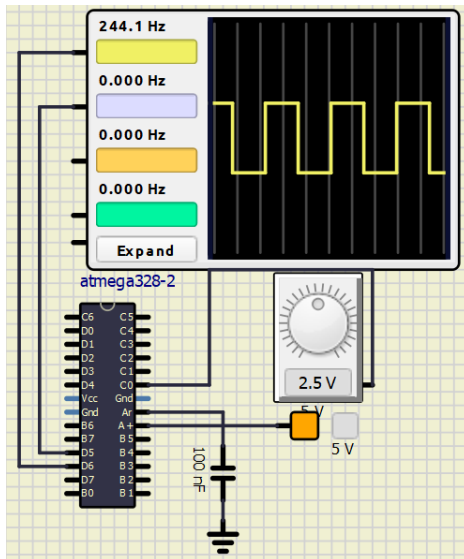 244.1 Hz
0.000 Hz
0.000 Hz
0.000 Hz
Expand
atmega328-2
C6 C5
D0 C4
D1 C3
D2 C2
D3 C1
D4 C0
Vcc Gnd
Gnd Ar
B6 A+
B7 B5
D5 B4
D6 B3
D7 B2
B0 B1
2.5 V
5 V
5 V
100 nF